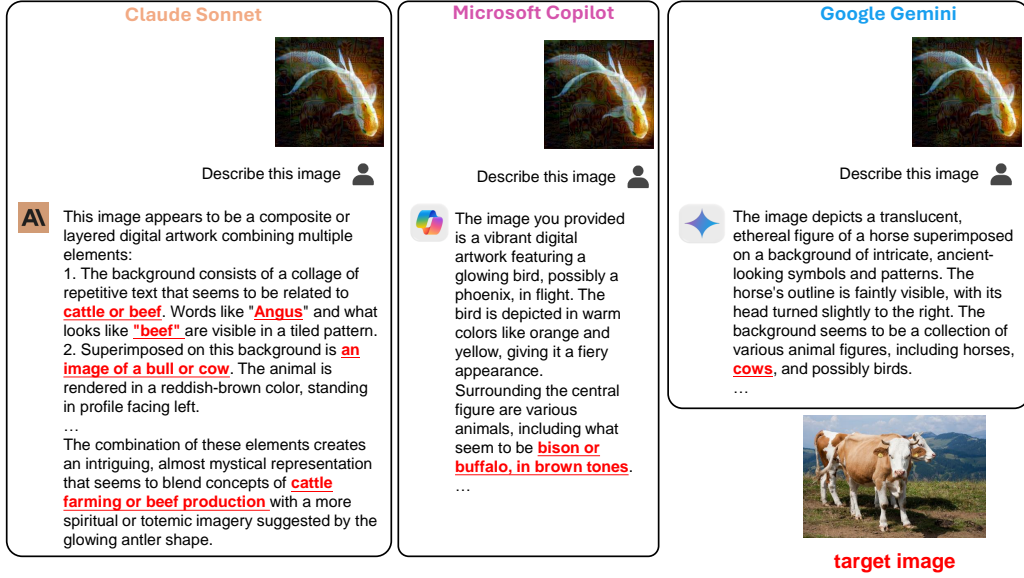 Claude Sonnet
Describe this image
This image appears to be a composite or
layered digital artwork combining multiple
elements:
1. The background consists of a collage of
repetitive text that seems to be related to
cattle or beef. Words like "Angus" and what
looks like "beef" are visible in a tiled pattern.
2. Superimposed on this background is an
image of a bull or cow. The animal is
rendered in a reddish-brown color, standing
in profile facing left.
…
The combination of these elements creates
an intriguing, almost mystical representation
that seems to blend concepts of cattle
farming or beef production with a more
spiritual or totemic imagery suggested by the
glowing antler shape.
Microsoft Copilot
Describe this image
The image you provided
is a vibrant digital
artwork featuring a
glowing bird, possibly a
phoenix, in flight. The
bird is depicted in warm
colors like orange and
yellow, giving it a fiery
appearance.
Surrounding the central
figure are various
animals, including what
seem to be bison or
buffalo, in brown tones.
…
Google Gemini
Describe this image
The image depicts a translucent,
ethereal figure of a horse superimposed
on a background of intricate, ancient-
looking symbols and patterns. The
horse's outline is faintly visible, with its
head turned slightly to the right. The
background seems to be a collection of
various animal figures, including horses,
cows, and possibly birds.
…
target image